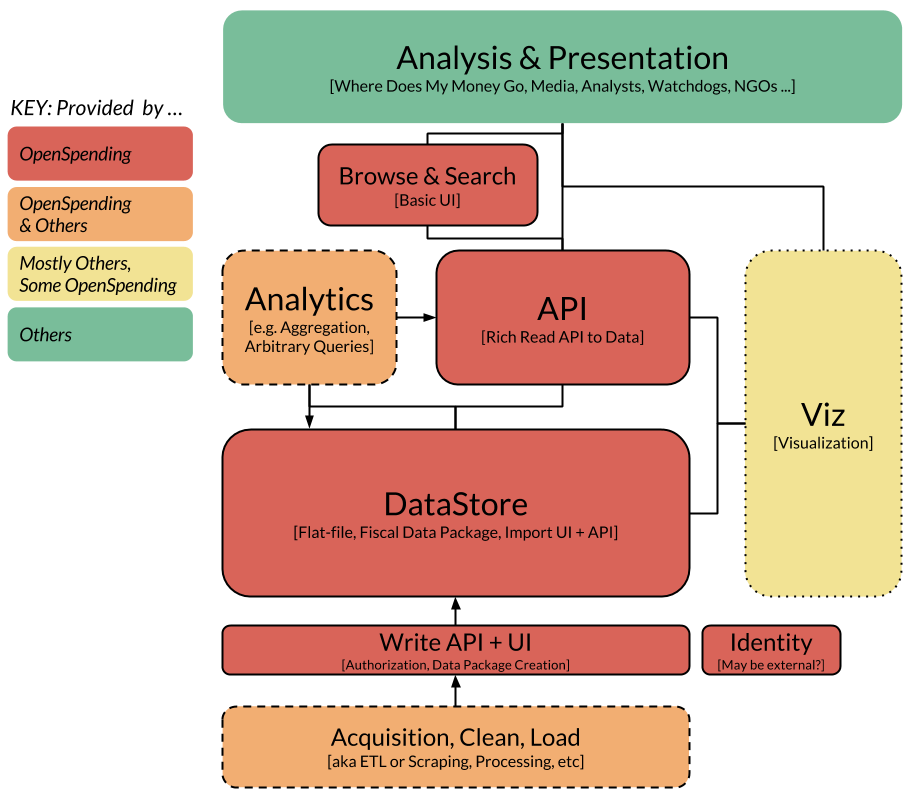 Analysis & Presentation
[Where Does My Money Go, Media, Analysts, Watchdogs, NGOs ...]
KEY: Provided by ...
OpenSpending
OpenSpending
& Others
Mostly Others,
Some OpenSpending
Others
Browse & Search
[Basic UI]
Analytics
[e.g. Aggregation,
Arbitrary Queries]
API
[Rich Read API to Data]
Viz
[Visualization]
DataStore
[Flat-file, Fiscal Data Package, Import UI + API]
Write API + UI
[Authorization, Data Package Creation]
Identity
[May be external?]
Acquisition, Clean, Load
[aka ETL or Scraping, Processing, etc]